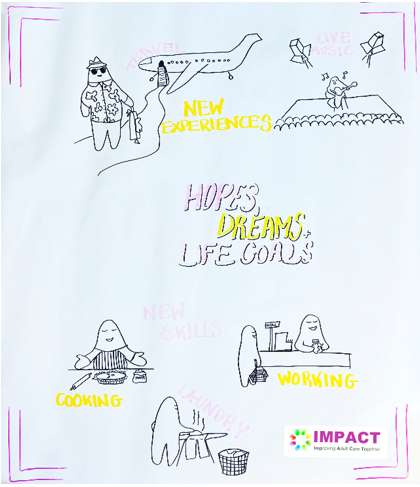 TRAVEL
LIVE
MUSIC
NEW
EXPERIENCES
HOPES,
DREAMS,
LIFE GOALS
NEW
SKILLS
COOKING
WORKING
LAUNDRY
IMPACT
Improving Adult Care Together